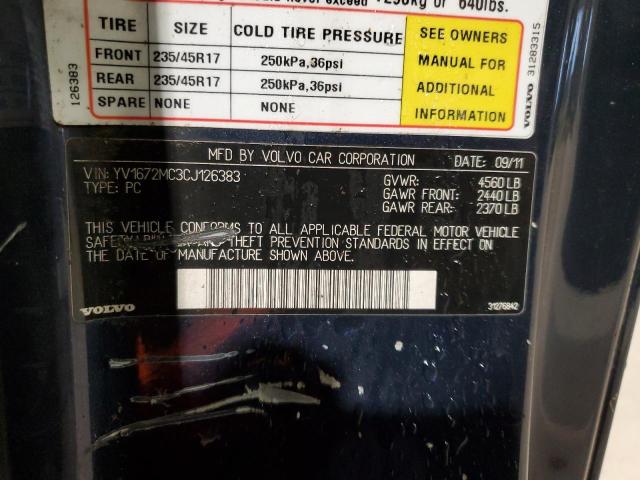 never exceed 640lbs.
TIRE SIZE COLD TIRE PRESSURE SEE OWNERS MANUAL FOR ADDITIONAL INFORMATION
FRONT 235/45R17 250kPa,36psi
REAR 235/45R17 250kPa,36psi
SPARE NONE NONE
126383
VOLVO 31283315
MFD BY VOLVO CAR CORPORATION DATE: 09/11
VIN: YV1672MC3CJ126383
TYPE: PC
GVWR: 4560 LB
GAWR FRONT: 2440 LB
GAWR REAR: 2370 LB
THIS VEHICLE CONFORMS TO ALL APPLICABLE FEDERAL MOTOR VEHICLE
SAFETY AND THEFT PREVENTION STANDARDS IN EFFECT ON
THE DATE OF MANUFACTURE SHOWN ABOVE.
VOLVO 31276842